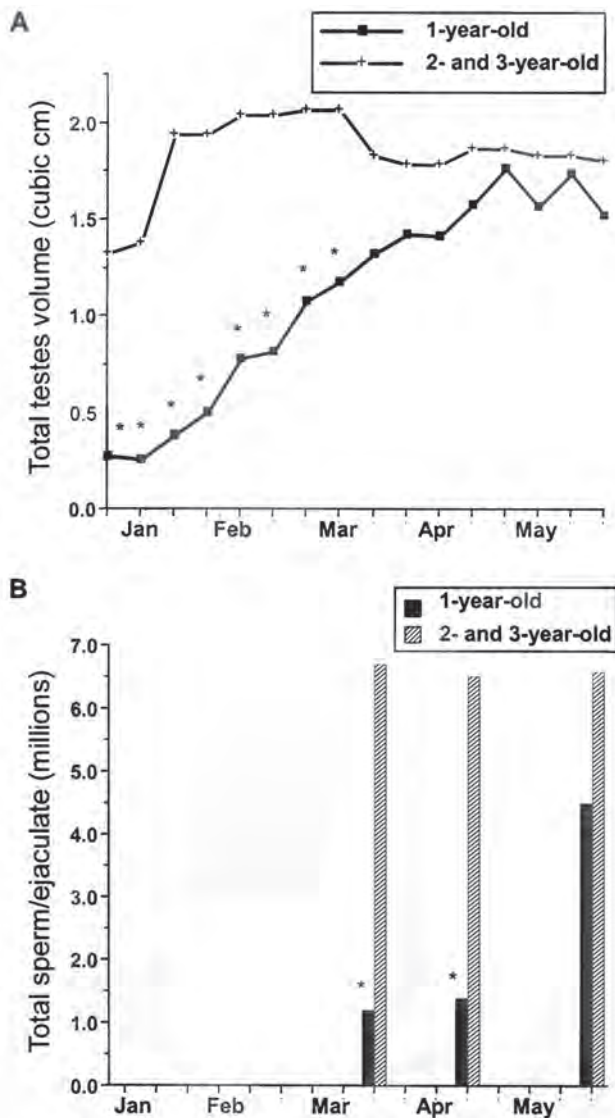 A
1-year-old
2- and 3-year-old
Total testes volume (cubic cm)
2.0
1.5
1.0
0.5
0.0
* * * * * * * *
Jan Feb Mar Apr May
B
1-year-old
2- and 3-year-old
Total sperm/ejaculate (millions)
7.0
6.0
5.0
4.0
3.0
2.0
1.0
0.0
* *
Jan Feb Mar Apr May